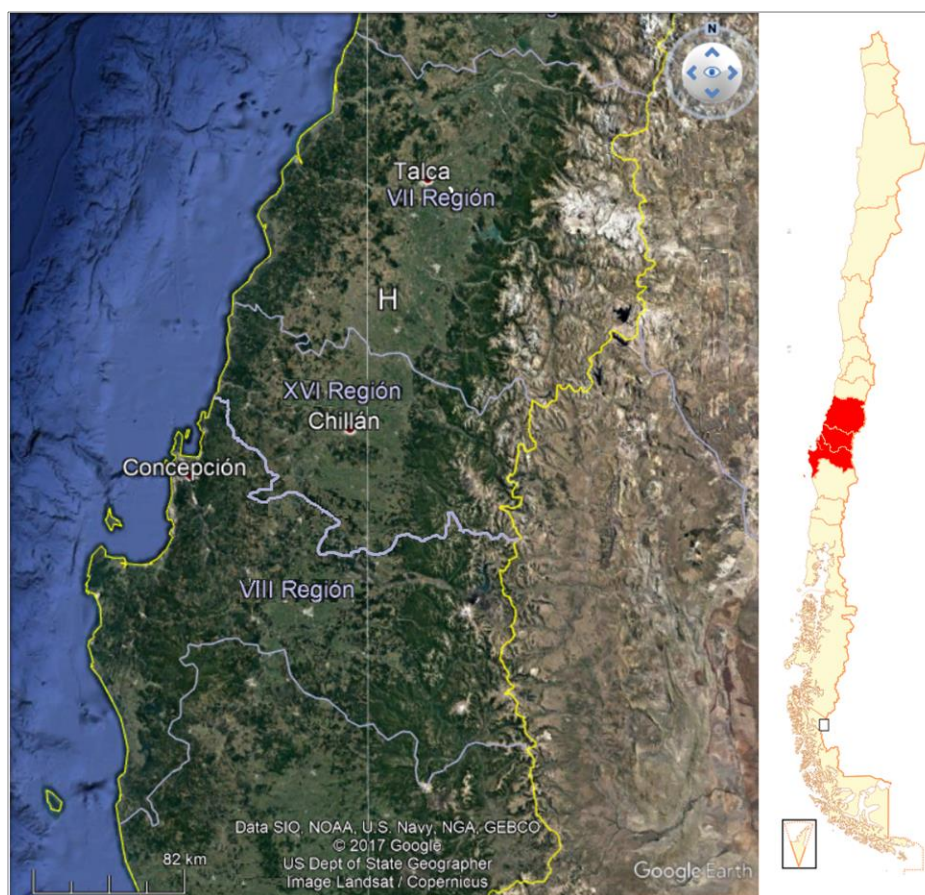 N
Talca
VII Región
H
XVI Región
Chillán
Concepción
VIII Región
Data SIO, NOAA, U.S. Navy, NGA, GEBCO
© 2017 Google
82 km
US Dept of State Geographer
Image Landsat / Copernicus
Google Earth